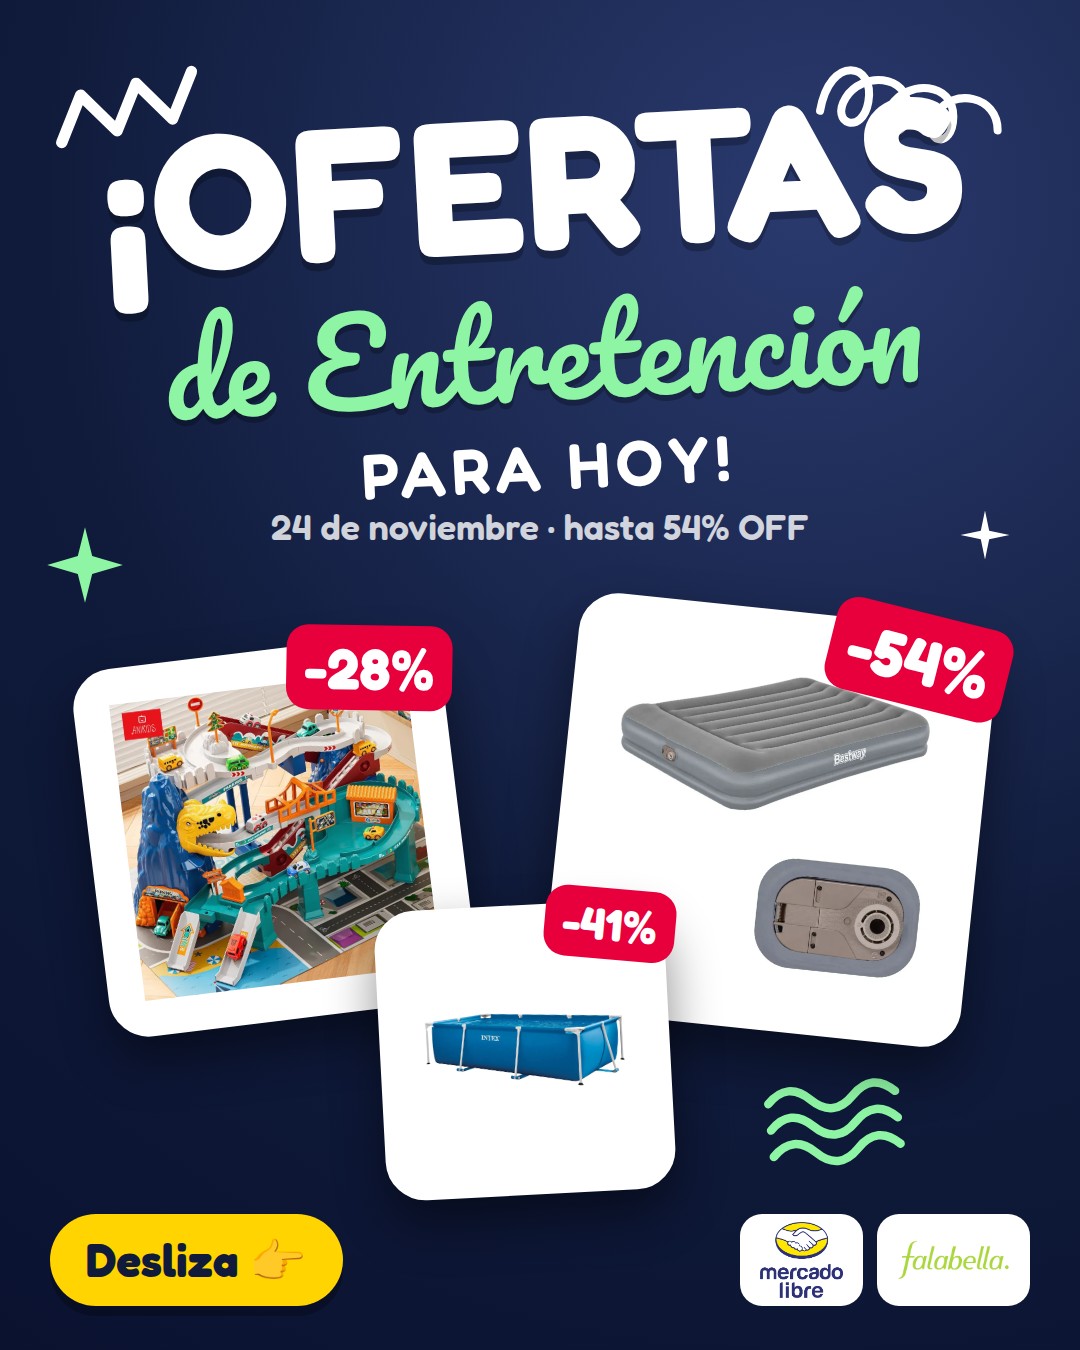 ¡OFERTAS
de Entretención
PARA HOY!
24 de noviembre · hasta 54% OFF
-28%
-54%
ANKIDS
Bestway
-41%
INTEX
Desliza
mercado
libre
falabella.